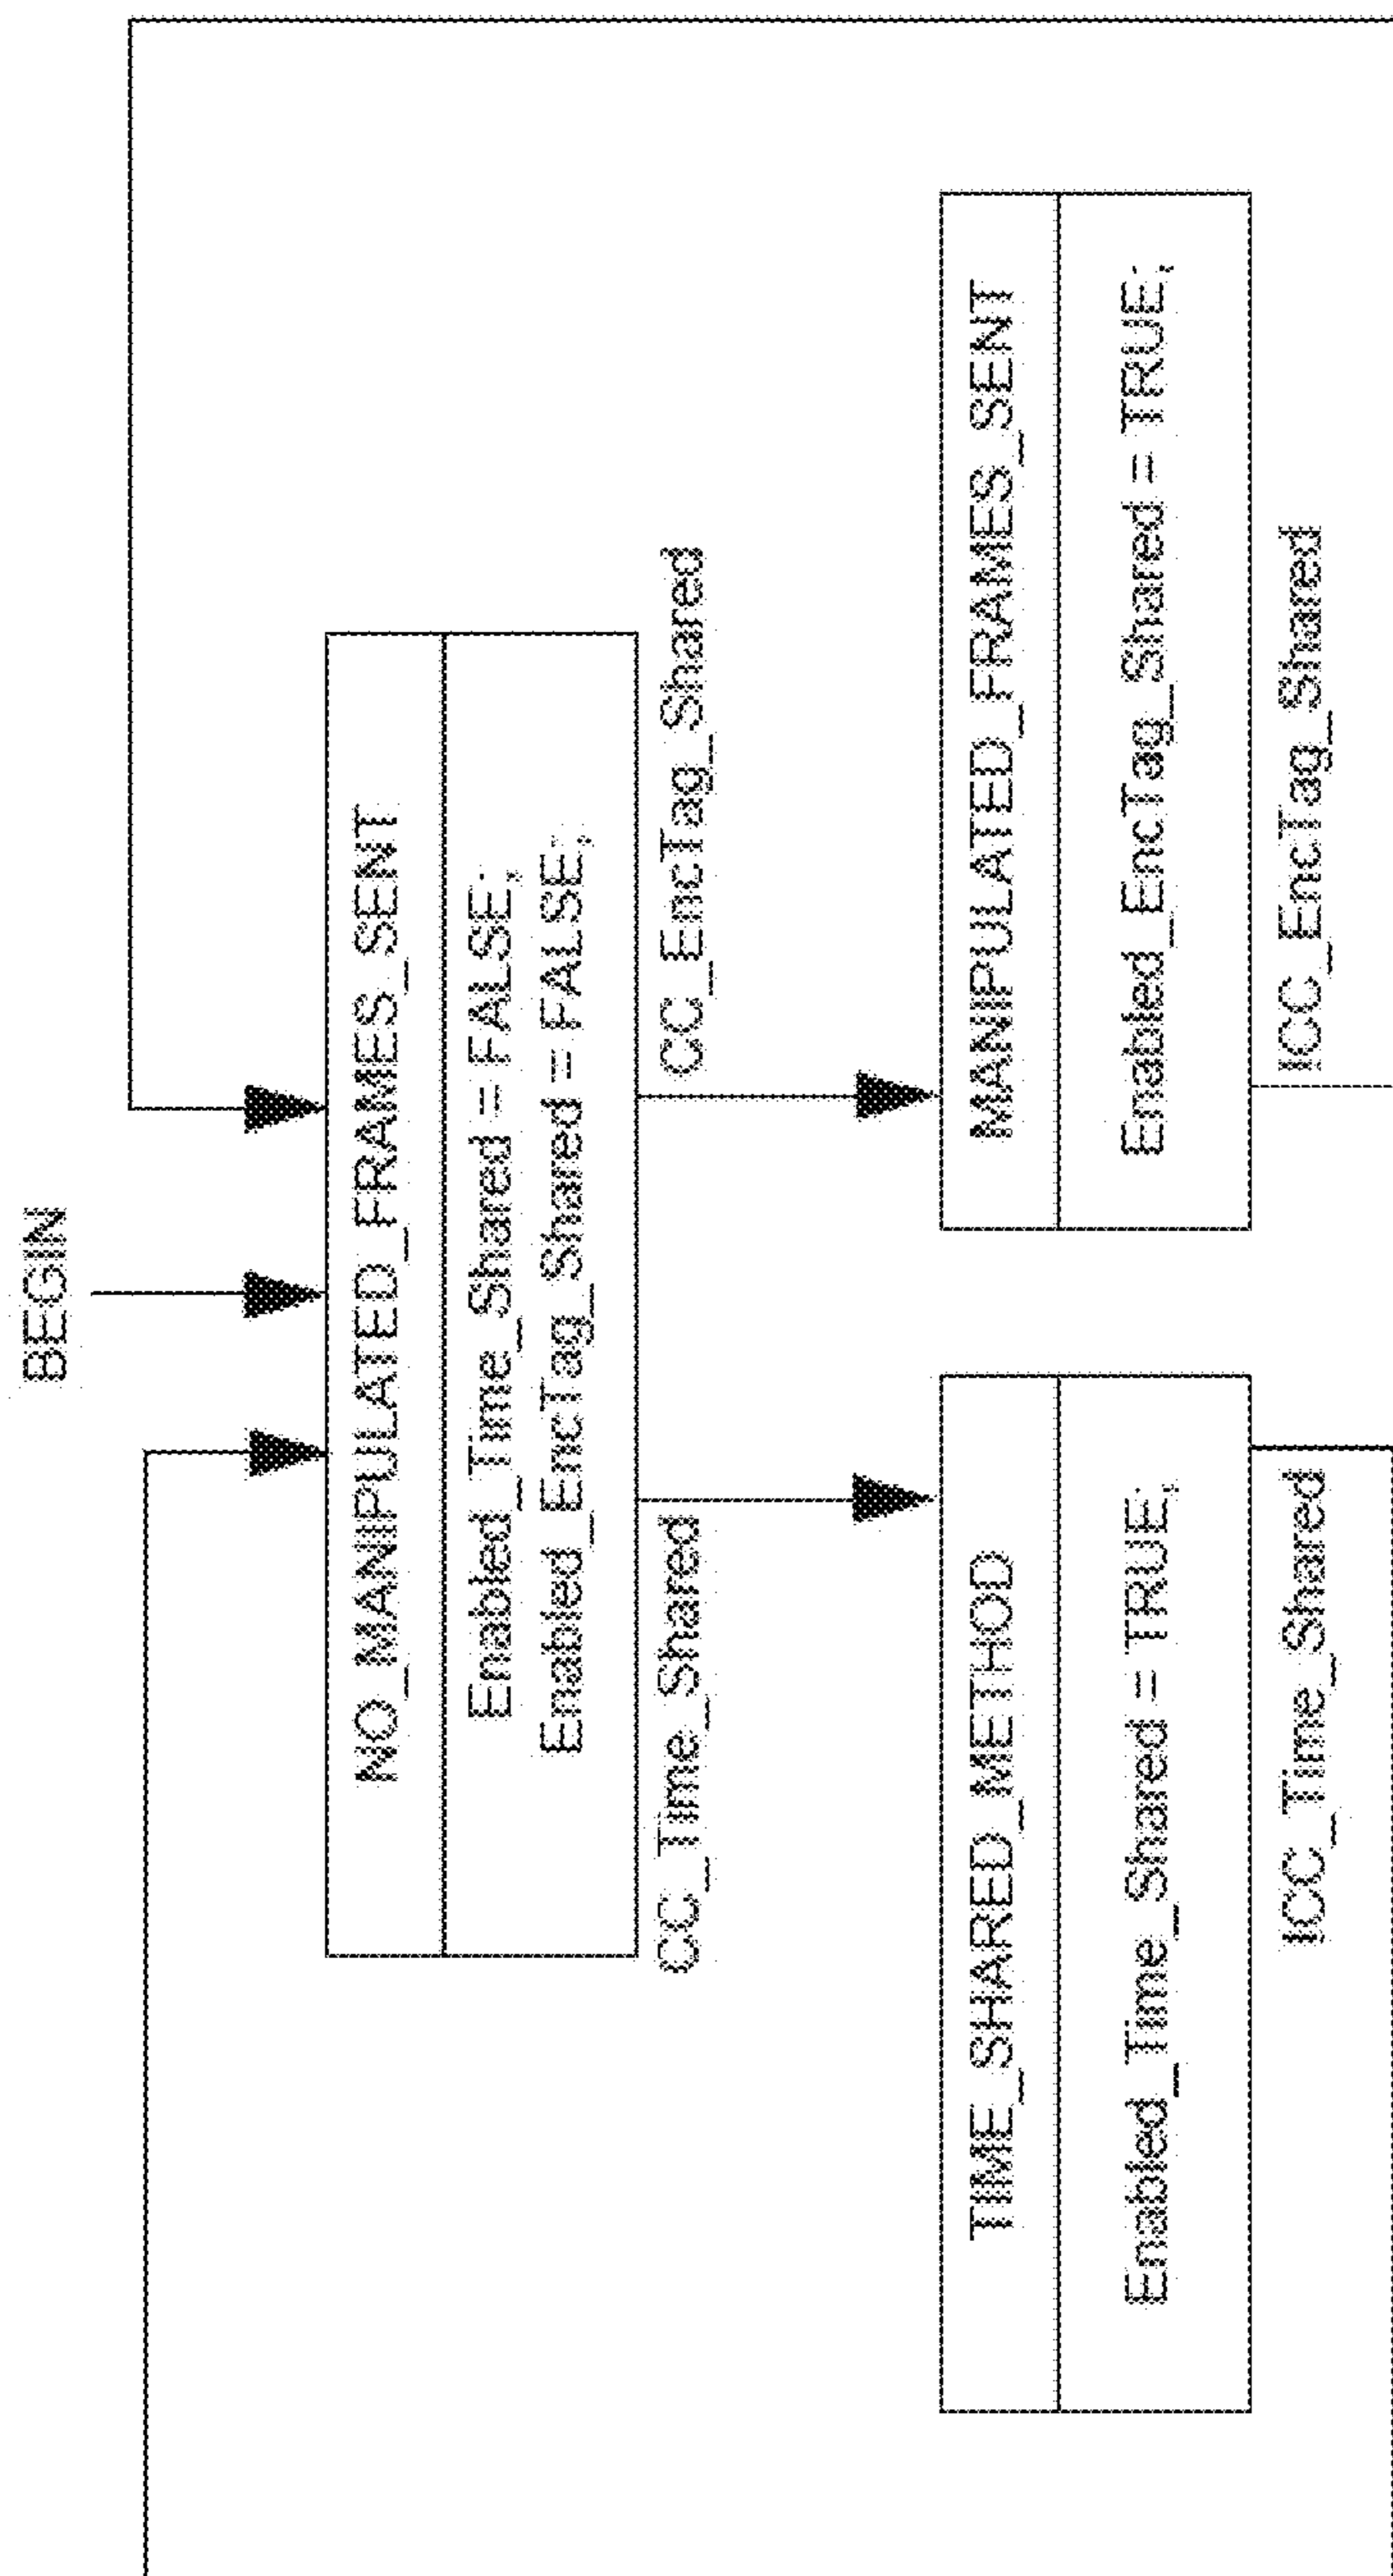 BEGIN
NO_MANIPULATED_FRAMES_SENT
Enabled_Time_Shared = FALSE;
Enabled_EncTag_Shared = FALSE;
CC_Time_Shared
CC_EncTag_Shared
TIME_SHARED_METHOD
Enabled_Time_Shared = TRUE;
MANIPULATED_FRAMES_SENT
Enabled_EncTag_Shared = TRUE;
ICC_Time_Shared
ICC_EncTag_Shared